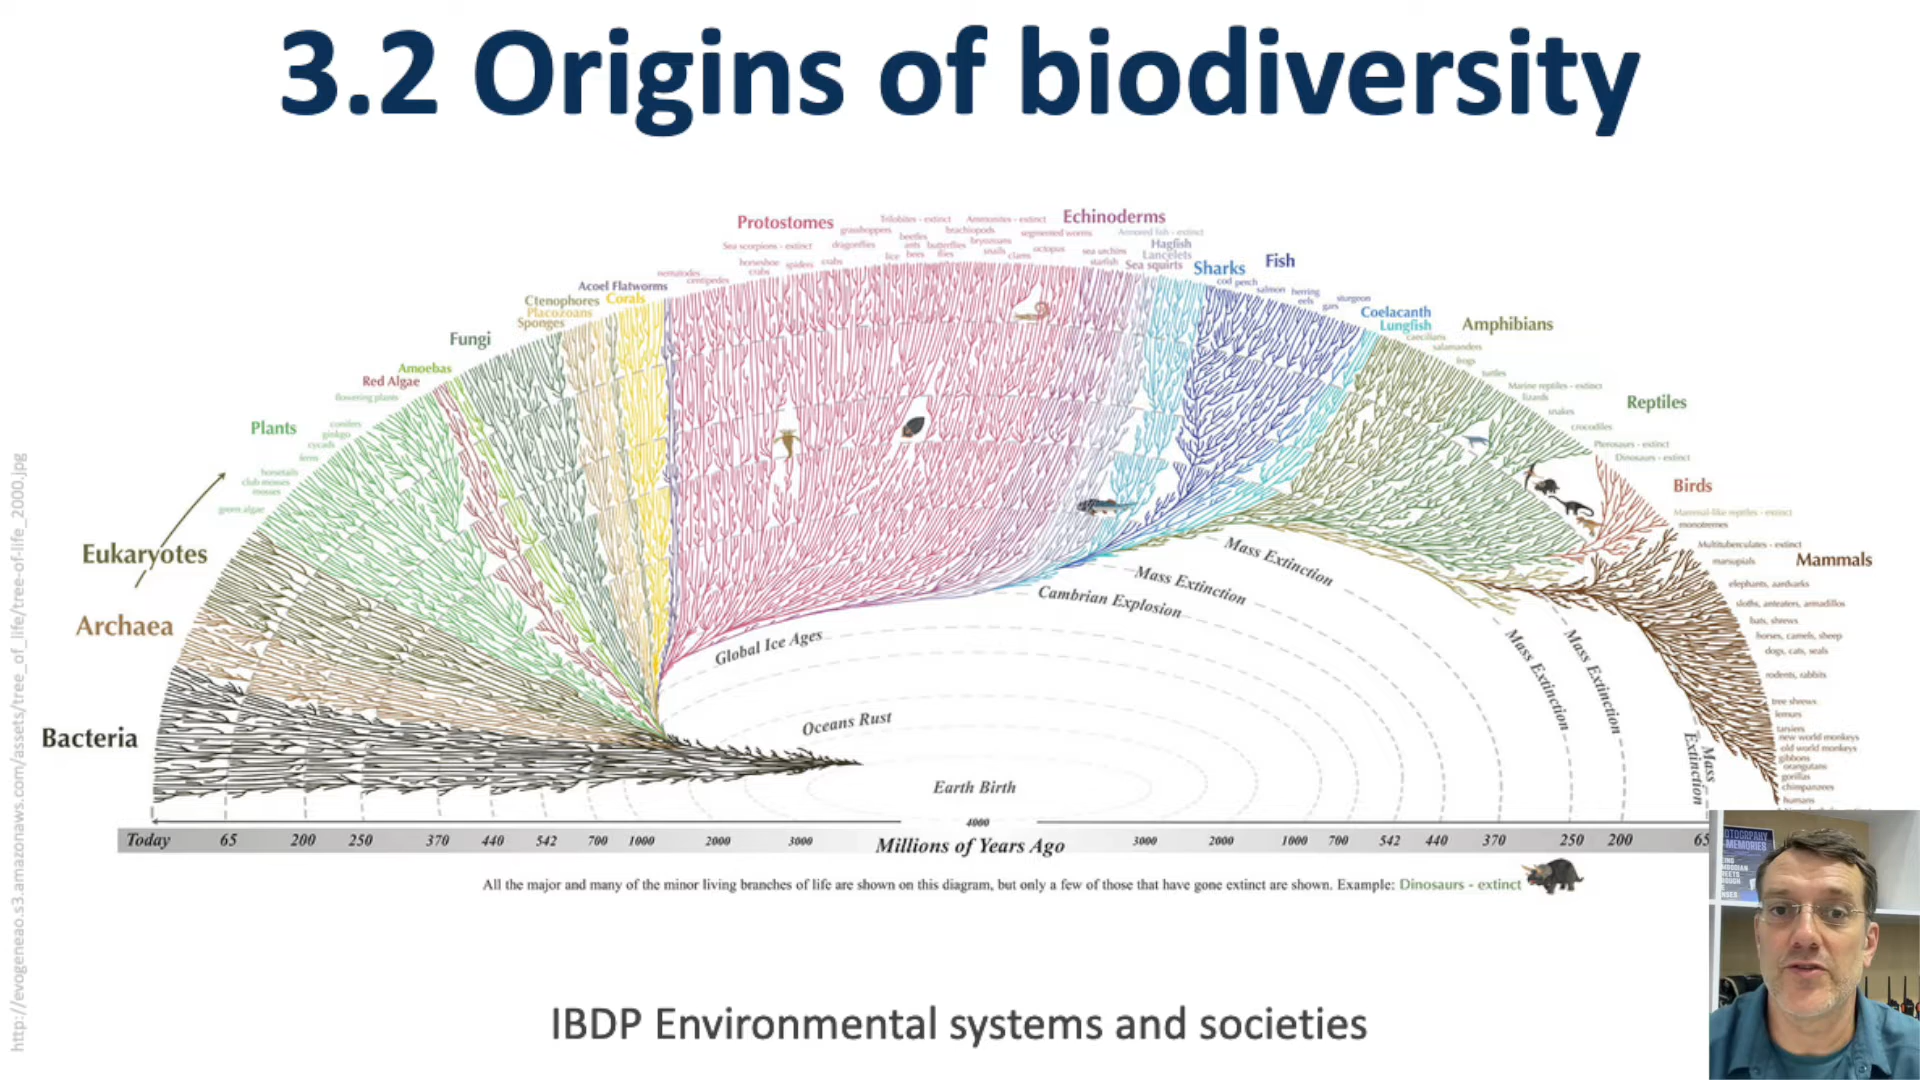 3.2 Origins of biodiversity
Protostomes
Trilobites - extinct
Ammonites - extinct
Echinoderms
grasshoppers
beetles
brachiopods
segmented worms
Armored fish - extinct
Sea scorpions - extinct
dragonflies
ants
butterflies
bryozoans
octopus
Hagfish
lice
bees
flies
snails
clams
sea urchins
Lancelets
horseshoe
crabs
spiders
crabs
starfish
Sea squirts
Sharks
Fish
nematodes
centipedes
cod
perch
salmon
herring
eels
gars
sturgeon
Acoel Flatworms
Ctenophores
Corals
Placozoans
Sponges
Coelacanth
Lungfish
Amphibians
caecilians
salamanders
frogs
Fungi
turtles
Amoebas
Red Algae
flowering plants
Marine reptiles - extinct
lizards
snakes
Reptiles
crocodiles
Plants
conifers
ginkgo
cycads
ferns
Pterosaurs - extinct
Dinosaurs - extinct
horsetails
club mosses
mosses
green algae
Birds
Mammal-like reptiles - extinct
monotremes
Multituberculates - extinct
marsupials
Mammals
Eukaryotes
elephants, aardvarks
sloths, anteaters, armadillos
bats, shrews
horses, camels, sheep
dogs, cats, seals
rodents, rabbits
Archaea
Mass Extinction
Mass Extinction
Cambrian Explosion
Global Ice Ages
Mass Extinction
Mass Extinction
tree shrews
lemurs
tarsiers
new world monkeys
old world monkeys
gibbons
orangutans
gorillas
chimpanzees
humans
Bacteria
Oceans Rust
Mass
Extinction
Earth Birth
4000
Today 65 200 250 370 440 542 700 1000 2000 3000 Millions of Years Ago 3000 2000 1000 700 542 440 370 250 200 65
All the major and many of the minor living branches of life are shown on this diagram, but only a few of those that have gone extinct are shown. Example: Dinosaurs - extinct
http://evogeneao.s3.amazonaws.com/assets/tree_of_life/tree-of-life_2000.jpg
IBDP Environmental systems and societies
MEMORIES